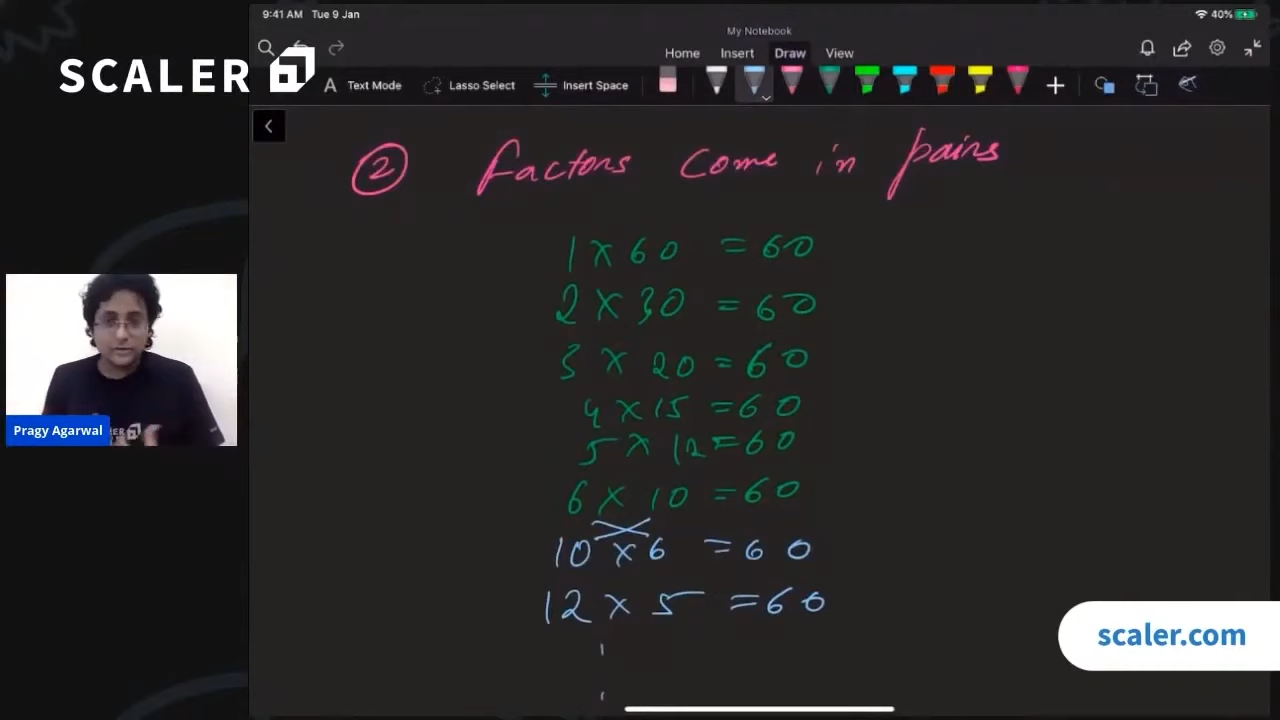 9:41 AM Tue 9 Jan
40%
My Notebook
Home Insert Draw View
SCALER
A Text Mode Lasso Select Insert Space
② factors come in pairs
1 × 60 = 60
2 × 30 = 60
3 × 20 = 60
4 × 15 = 60
5 × 12 = 60
6 × 10 = 60
10 × 6 = 60
12 × 5 = 60
Pragy Agarwal
scaler.com